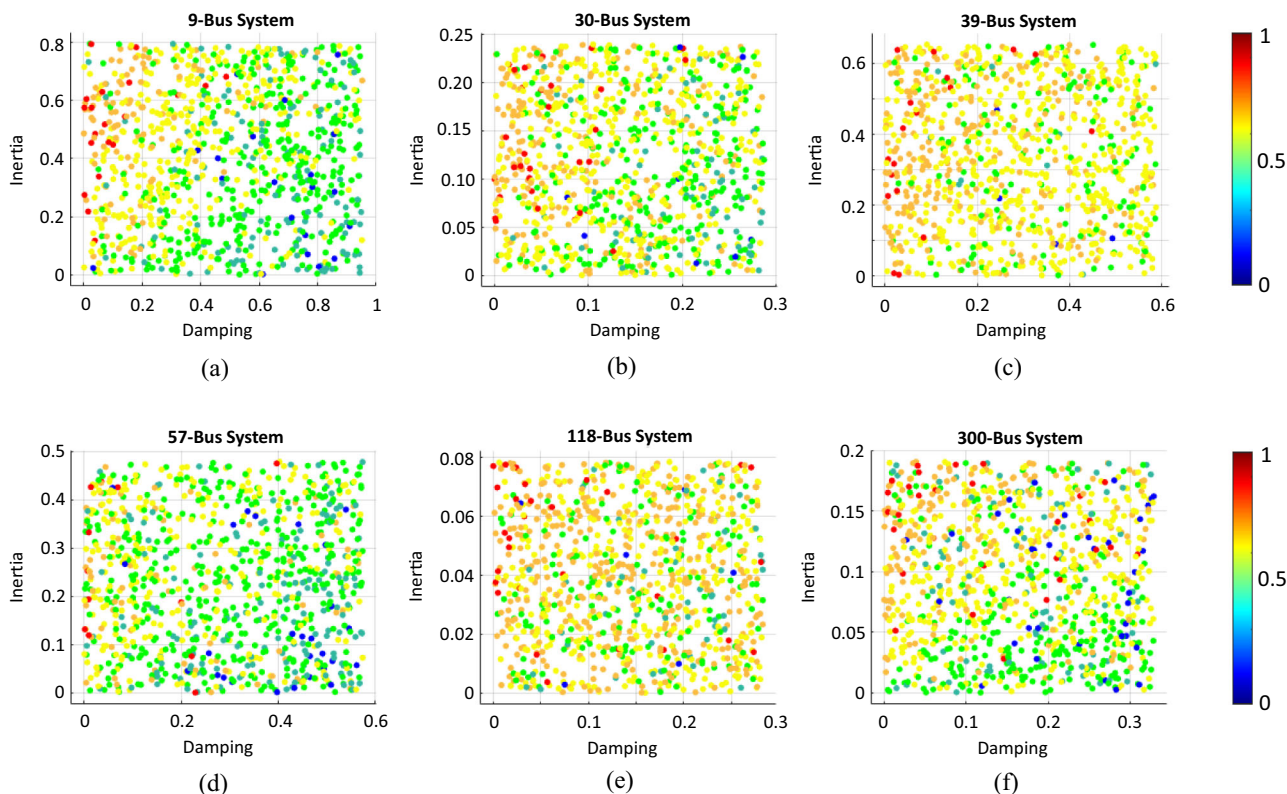 9-Bus System
30-Bus System
39-Bus System
0.8
0.6
0.4
0.2
0
Inertia
0
0.2
0.4
0.6
0.8
1
Damping
(a)
0.25
0.20
0.15
0.10
0.05
0
Inertia
0
0.1
0.2
0.3
Damping
(b)
0.6
0.4
0.2
0
Inertia
0
0.2
0.4
0.6
Damping
(c)
1
0.5
0
57-Bus System
118-Bus System
300-Bus System
0.5
0.4
0.3
0.2
0.1
0
Inertia
0
0.2
0.4
0.6
Damping
(d)
0.08
0.06
0.04
0.02
0
Inertia
0
0.1
0.2
0.3
Damping
(e)
0.2
0.15
0.1
0.05
0
Inertia
0
0.1
0.2
0.3
Damping
(f)
1
0.5
0